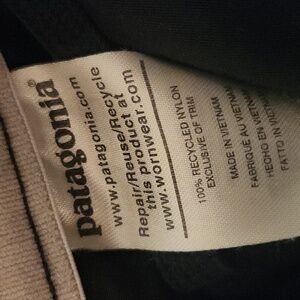 patagonia®
www.patagonia.com
Repair/Reuse/Recycle
this product at
www.wornwear.com
100% RECYCLED NYLON
EXCLUSIVE OF TRIM
MADE IN VIETNAM
FABRIQUÉ AU VIETNAM
HECHO EN VIETNAM
FATTO IN